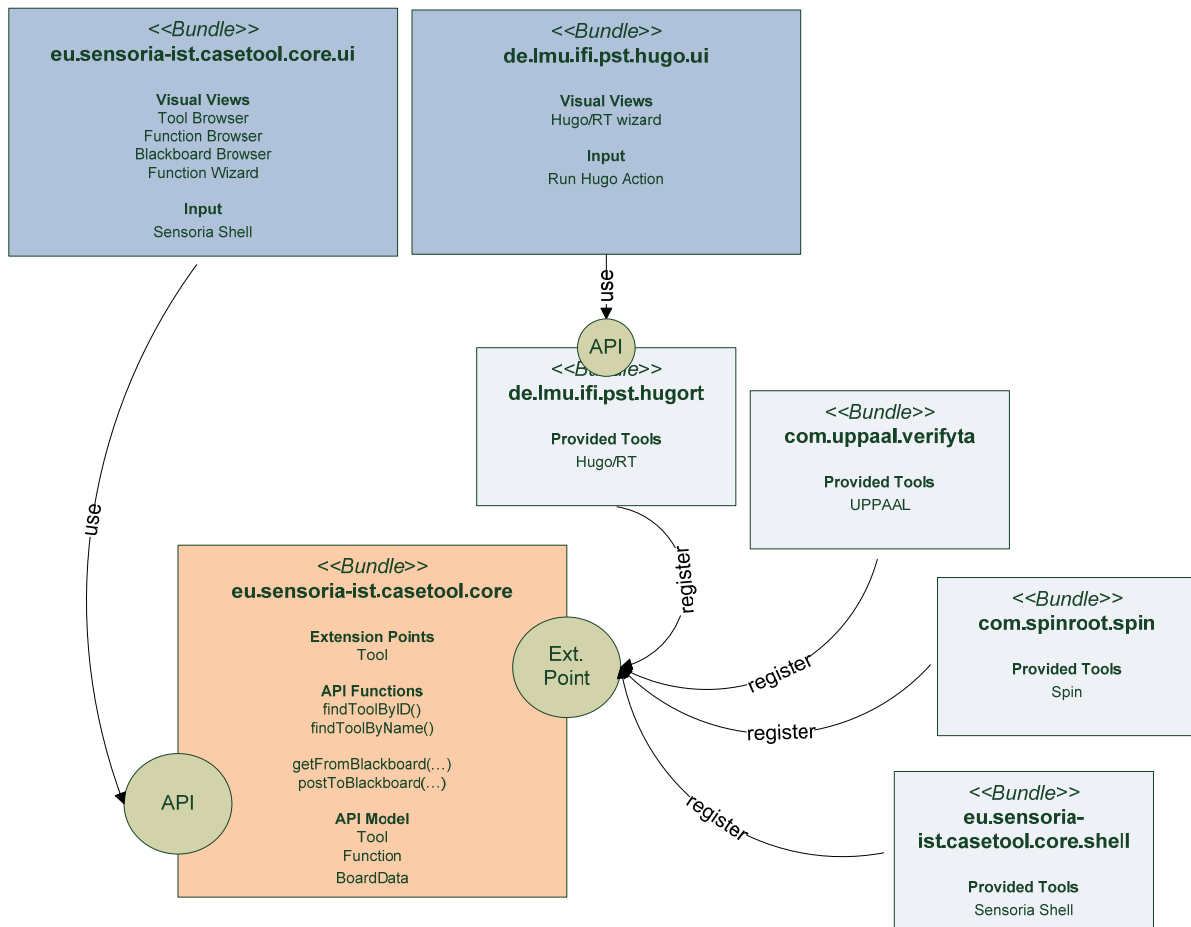 <<Bundle>>
eu.sensoria-ist.casetool.core.ui
Visual Views
Tool Browser
Function Browser
Blackboard Browser
Function Wizard
Input
Sensoria Shell
<<Bundle>>
de.lmu.ifi.pst.hugo.ui
Visual Views
Hugo/RT wizard
Input
Run Hugo Action
use
API
<<Bundle>>
de.lmu.ifi.pst.hugort
Provided Tools
Hugo/RT
<<Bundle>>
com.uppaal.verifyta
Provided Tools
UPPAAL
use
register
<<Bundle>>
eu.sensoria-ist.casetool.core
Extension Points
Tool
API Functions
findToolByID()
findToolByName()
getFromBlackboard(…)
postToBlackboard(…)
API Model
Tool
Function
BoardData
API
Ext.
Point
register
register
register
<<Bundle>>
com.spinroot.spin
Provided Tools
Spin
<<Bundle>>
eu.sensoria-
ist.casetool.core.shell
Provided Tools
Sensoria Shell